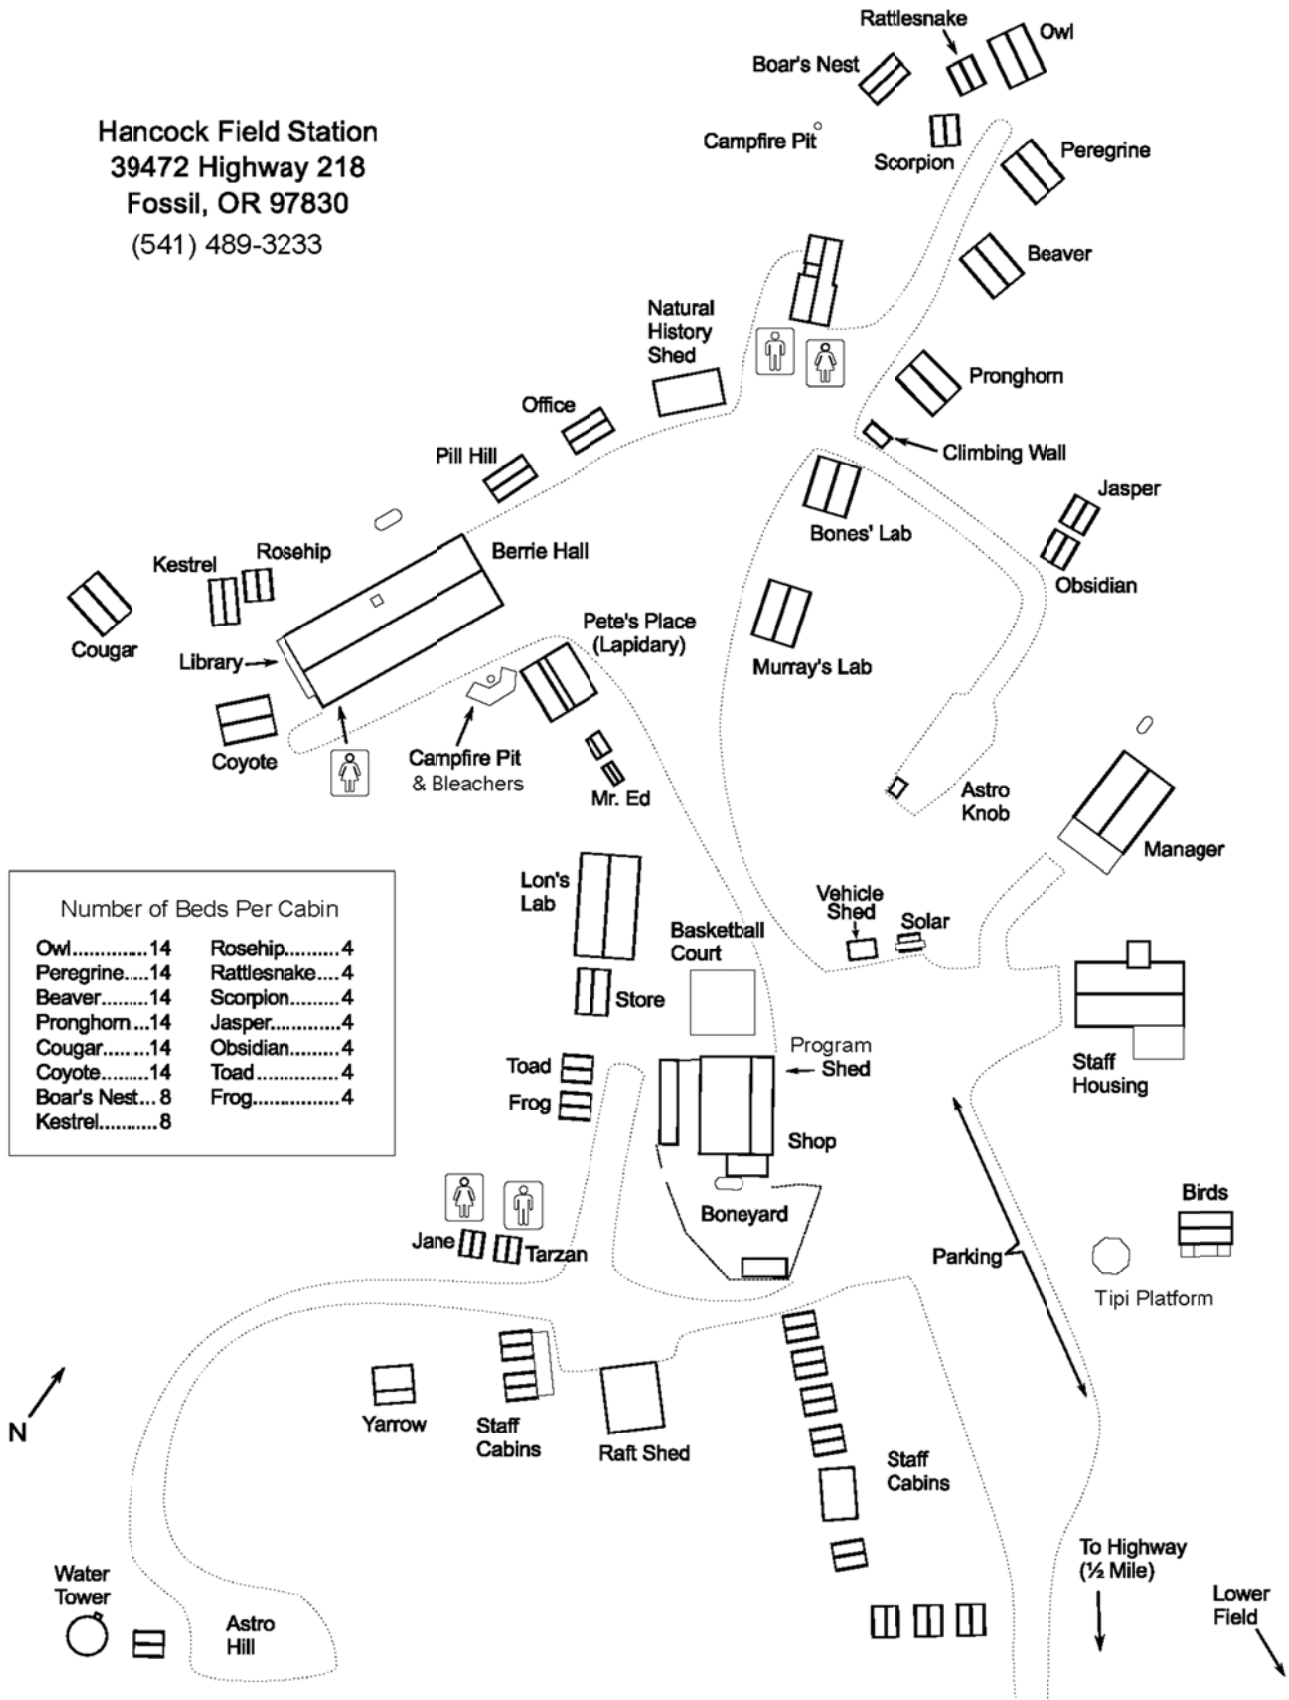 Rattlesnake
Owl
Boar's Nest
Hancock Field Station
39472 Highway 218
Fossil, OR 97830
(541) 489-3233
Campfire Pit
Scorpion
Peregrine
Beaver
Natural
History
Shed
Pronghorn
Office
Pill Hill
Climbing Wall
Jasper
Bones' Lab
Obsidian
Kestrel
Rosehip
Berrie Hall
Cougar
Library
Pete's Place
(Lapidary)
Murray's Lab
Coyote
Campfire Pit
& Bleachers
Mr. Ed
Astro
Knob
Manager
Lon's
Lab
Vehicle
Shed
Solar
Basketball
Court
Store
Number of Beds Per Cabin
Owl..............14
Peregrine.....14
Beaver.........14
Pronghorn...14
Cougar........14
Coyote.........14
Boar's Nest... 8
Kestrel........... 8
Rosehip.......... 4
Rattlesnake.... 4
Scorpion......... 4
Jasper............. 4
Obsidian......... 4
Toad ............... 4
Frog................ 4
Toad
Frog
Program
Shed
Shop
Staff
Housing
Boneyard
Jane
Tarzan
Parking
Birds
Tipi Platform
N
Yarrow
Staff
Cabins
Raft Shed
Staff
Cabins
Water
Tower
Astro
Hill
To Highway
(½ Mile)
Lower
Field